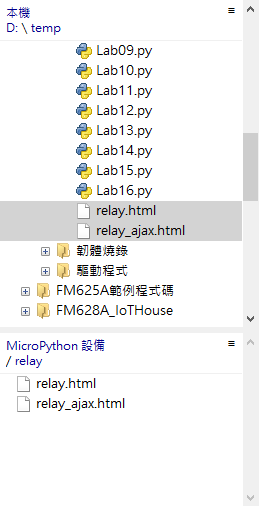 本機
D: \ temp
Lab09.py
Lab10.py
Lab11.py
Lab12.py
Lab13.py
Lab14.py
Lab15.py
Lab16.py
relay.html
relay_ajax.html
韌體燒錄
驅動程式
FM625A範例程式碼
FM628A_IoTHouse
MicroPython 設備
/ relay
relay.html
relay_ajax.html